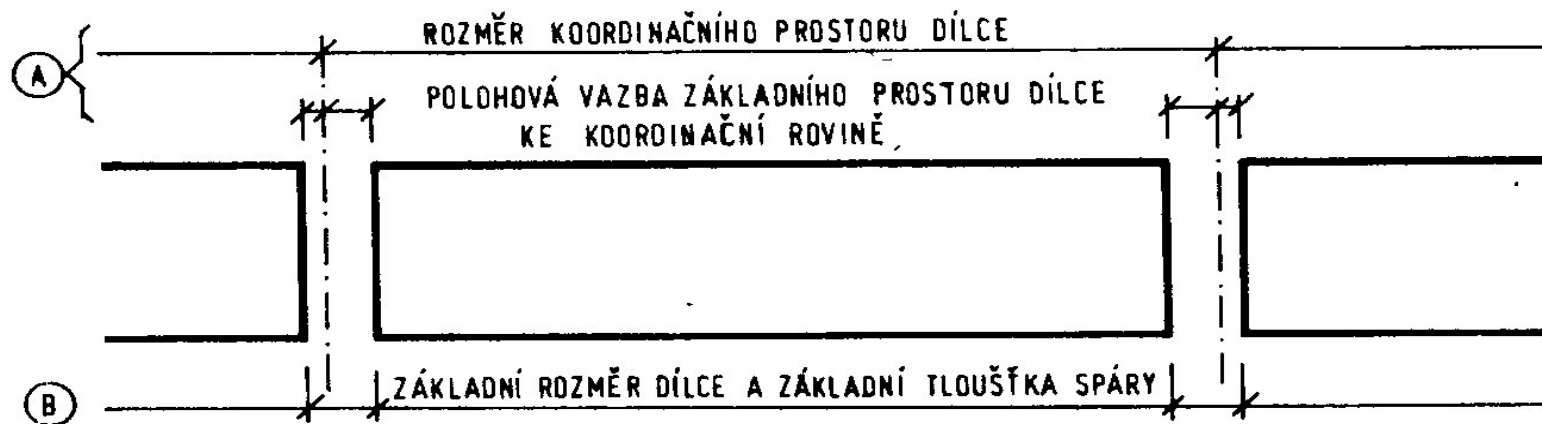 ROZMĚR KOORDINAČNÍHO PROSTORU DÍLCE
A
POLOHOVÁ VAZBA ZÁKLADNÍHO PROSTORU DÍLCE
KE KOORDINAČNÍ ROVINĚ
ZÁKLADNÍ ROZMĚR DÍLCE A ZÁKLADNÍ TLOUŠŤKA SPÁRY
B